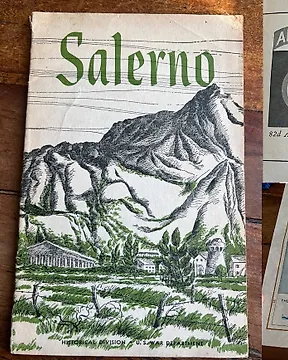 Salerno
HISTORICAL DIVISION U.S. WAR DEPARTMENT
82d